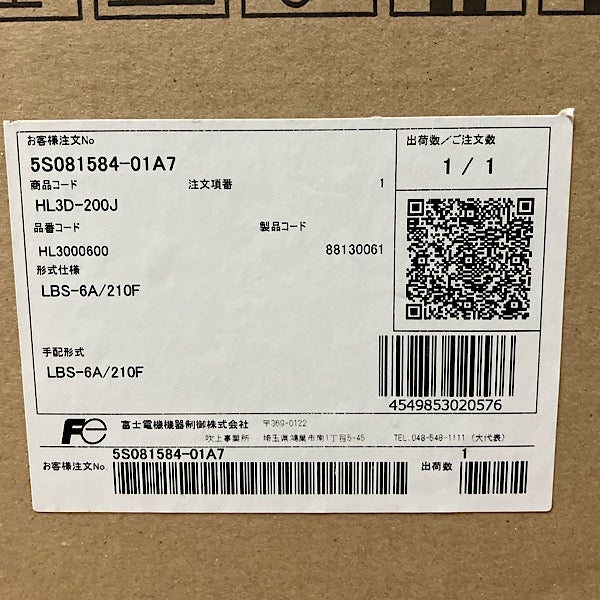 お客様注文No
5S081584-01A7
商品コード 注文項番 1
HL3D-200J
品番コード 製品コード
HL3000600 88130061
形式仕様
LBS-6A/210F
手配形式
LBS-6A/210F
出荷数/ご注文数
1 / 1
4549853020576
Fe 富士電機機器制御株式会社 〒369-0122
吹上事業所 埼玉県鴻巣市南1丁目5-45 TEL.048-548-1111 (大代表)
5S081584-01A7 1
お客様注文No. 出荷数